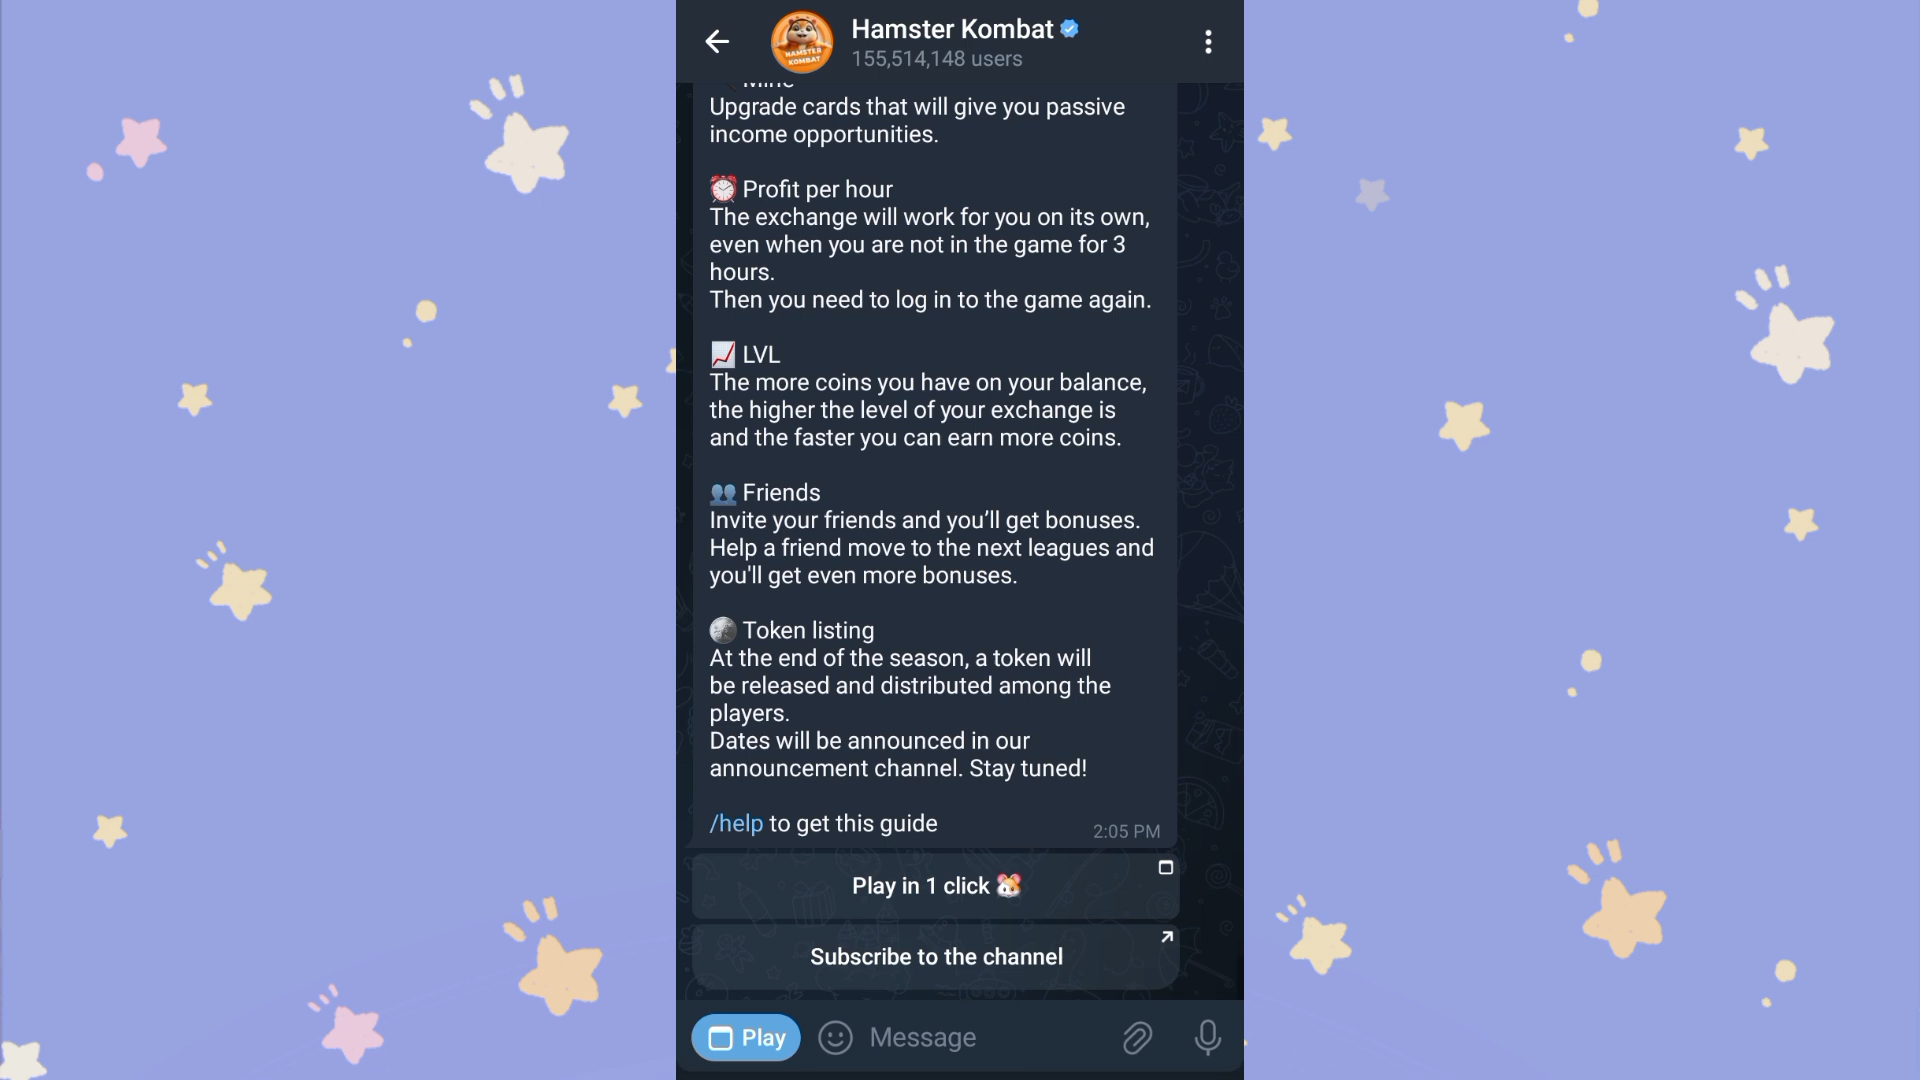 Hamster Kombat
155,514,148 users
HAMSTER
KOMBAT
Mine
Upgrade cards that will give you passive
income opportunities.
Profit per hour
The exchange will work for you on its own,
even when you are not in the game for 3
hours.
Then you need to log in to the game again.
LVL
The more coins you have on your balance,
the higher the level of your exchange is
and the faster you can earn more coins.
Friends
Invite your friends and you’ll get bonuses.
Help a friend move to the next leagues and
you'll get even more bonuses.
Token listing
At the end of the season, a token will
be released and distributed among the
players.
Dates will be announced in our
announcement channel. Stay tuned!
/help to get this guide
2:05 PM
Play in 1 click
Subscribe to the channel
Play
Message